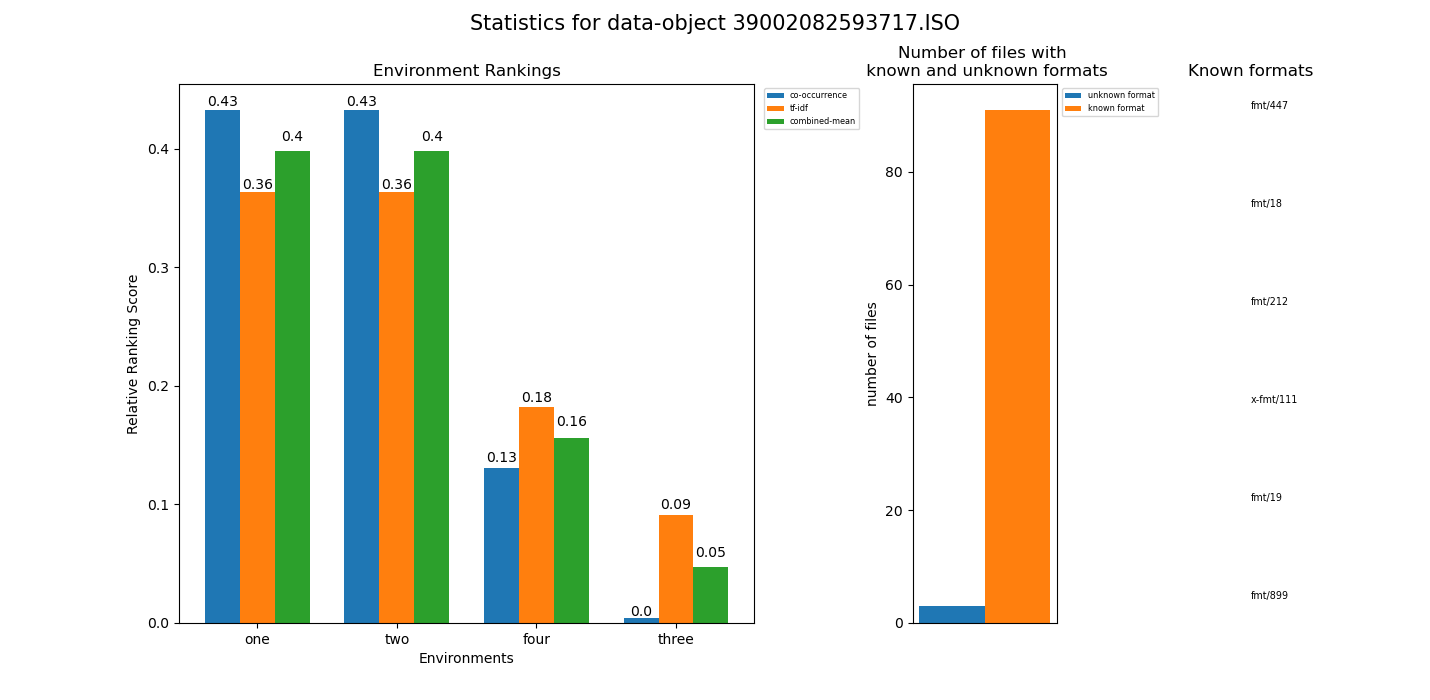 Statistics for data-object 39002082593717.ISO
Environment Rankings
0.43
0.36
0.4
0.43
0.36
0.4
0.13
0.18
0.16
0.0
0.09
0.05
0.4
0.3
0.2
0.1
0.0
Relative Ranking Score
one two four three
Environments
co-occurrence
tf-idf
combined-mean
Number of files with
known and unknown formats
80
60
40
20
0
number of files
unknown format
known format
Known formats
fmt/447
fmt/18
fmt/212
x-fmt/111
fmt/19
fmt/899